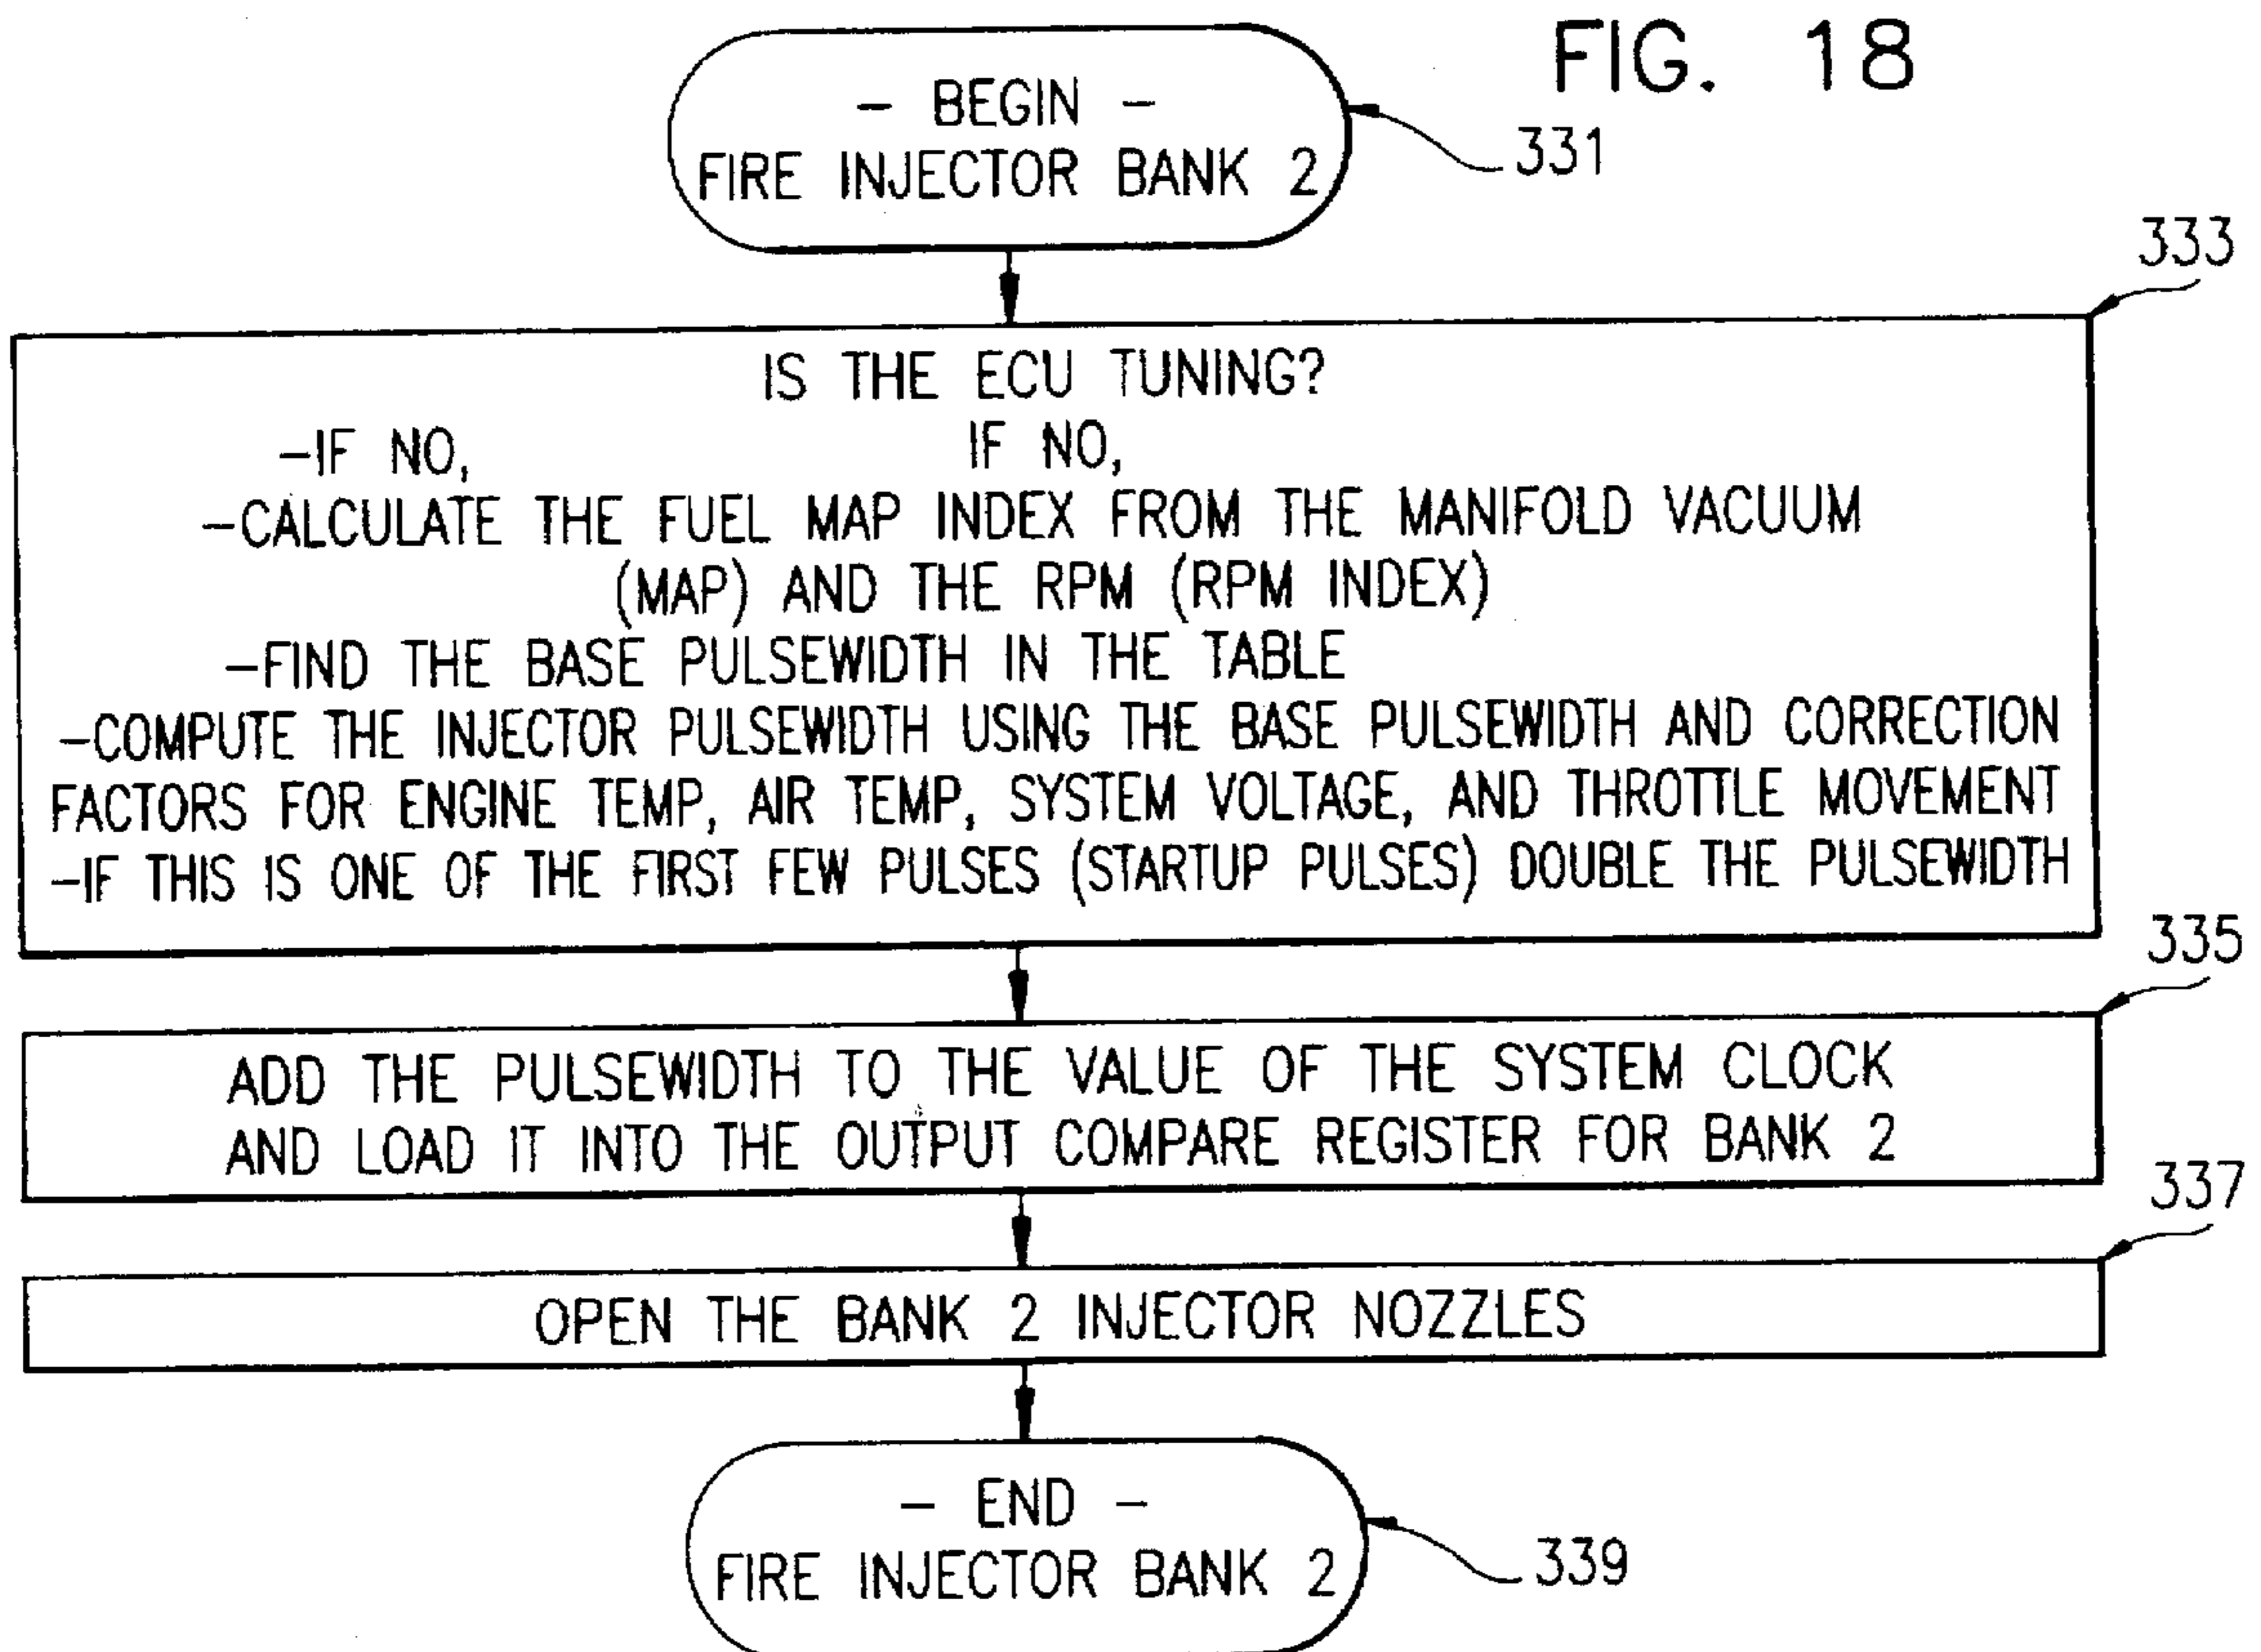 FIG. 18
– BEGIN –
FIRE INJECTOR BANK 2
331
333
IS THE ECU TUNING?
–IF NO, IF NO,
–CALCULATE THE FUEL MAP INDEX FROM THE MANIFOLD VACUUM
(MAP) AND THE RPM (RPM INDEX)
–FIND THE BASE PULSEWIDTH IN THE TABLE
–COMPUTE THE INJECTOR PULSEWIDTH USING THE BASE PULSEWIDTH AND CORRECTION
FACTORS FOR ENGINE TEMP, AIR TEMP, SYSTEM VOLTAGE, AND THROTTLE MOVEMENT
–IF THIS IS ONE OF THE FIRST FEW PULSES (STARTUP PULSES) DOUBLE THE PULSEWIDTH
335
ADD THE PULSEWIDTH TO THE VALUE OF THE SYSTEM CLOCK
AND LOAD IT INTO THE OUTPUT COMPARE REGISTER FOR BANK 2
337
OPEN THE BANK 2 INJECTOR NOZZLES
– END –
FIRE INJECTOR BANK 2
339